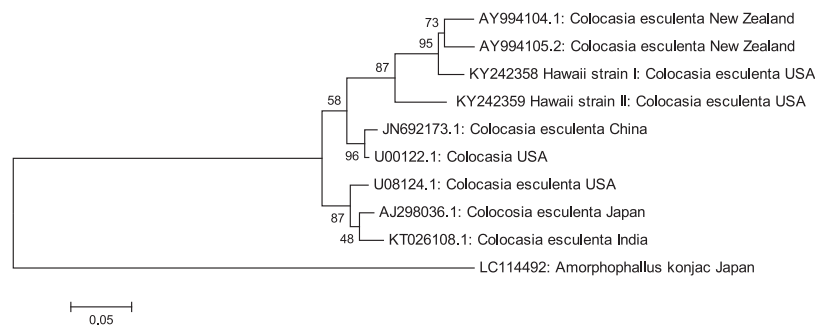 73
AY994104.1: Colocasia esculenta New Zealand
95
AY994105.2: Colocasia esculenta New Zealand
87
KY242358 Hawaii strain I: Colocasia esculenta USA
58
KY242359 Hawaii strain II: Colocasia esculenta USA
JN692173.1: Colocasia esculenta China
96
U00122.1: Colocasia USA
U08124.1: Colocasia esculenta USA
87
AJ298036.1: Colocosia esculenta Japan
48
KT026108.1: Colocasia esculenta India
LC114492: Amorphophallus konjac Japan
0.05